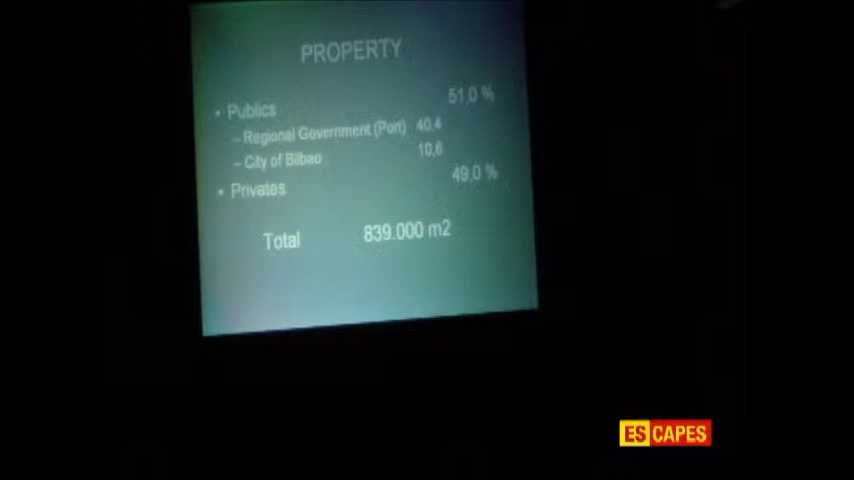 PROPERTY
• Publics 51,0 %
– Regional Government (Port) 40,4
– City of Bilbao 10,6
• Privates 49,0 %
Total 839.000 m2
ESCAPES